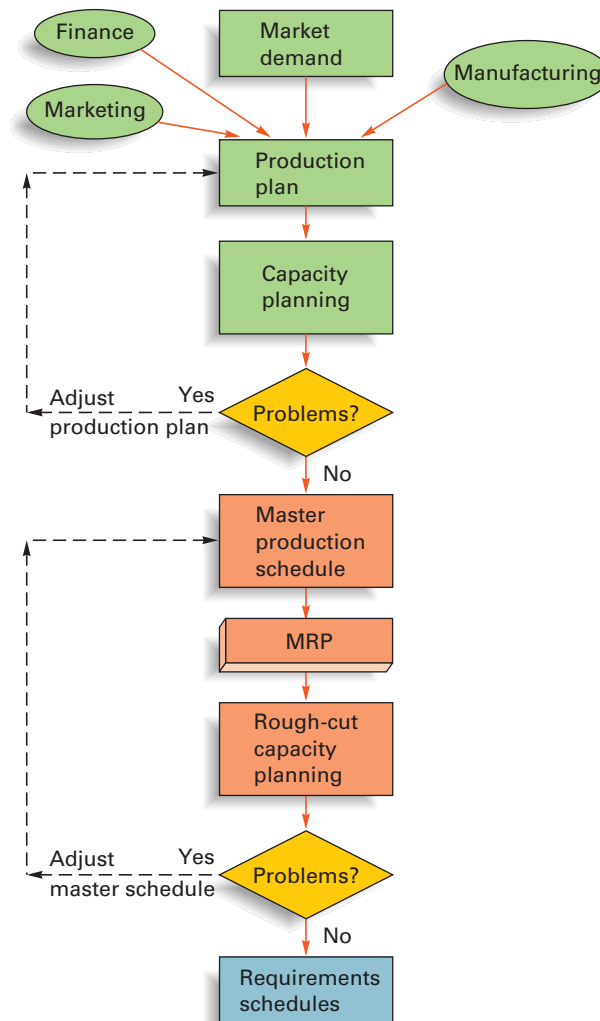 Finance
Market
demand
Manufacturing
Marketing
Production
plan
Capacity
planning
Adjust Yes
production plan
Problems?
No
Master
production
schedule
MRP
Rough-cut
capacity
planning
Adjust Yes
master schedule
Problems?
No
Requirements
schedules